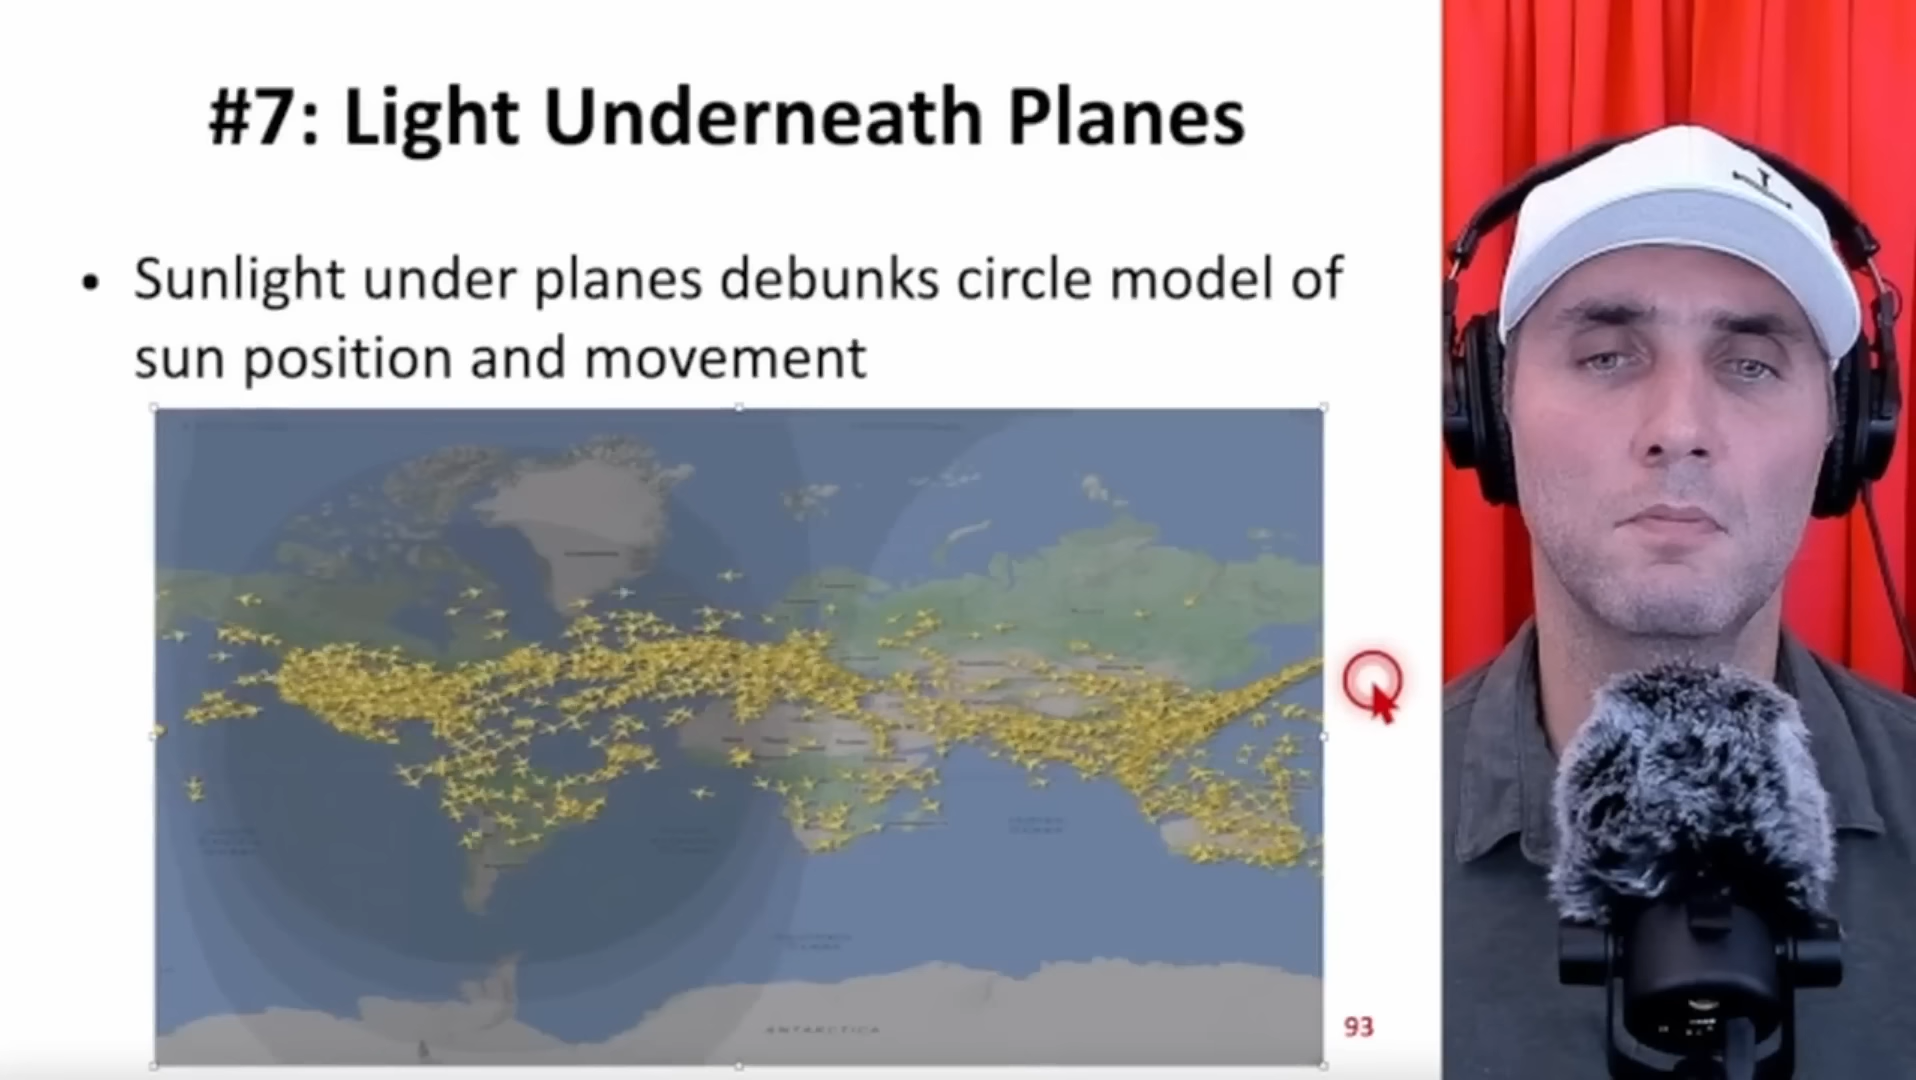 #7: Light Underneath Planes
• Sunlight under planes debunks circle model of
sun position and movement
ANTARCTICA
93